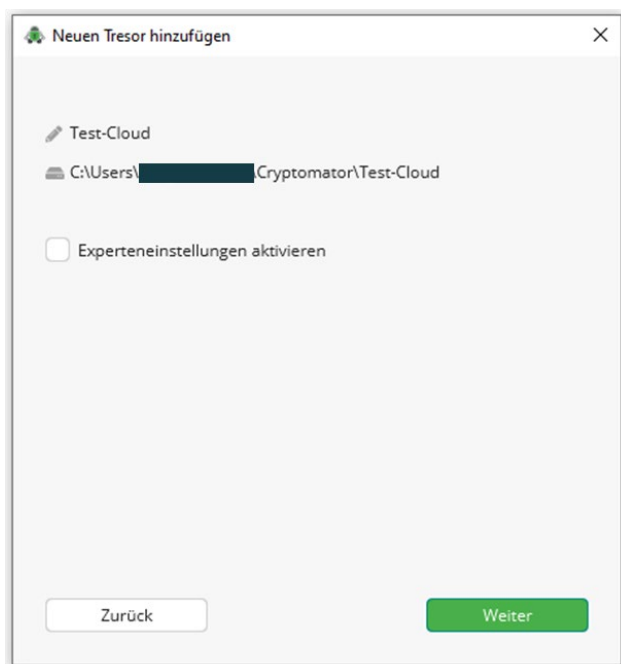 Neuen Tresor hinzufügen
Test-Cloud
C:\Users\ \Cryptomator\Test-Cloud
Experteneinstellungen aktivieren
Zurück Weiter